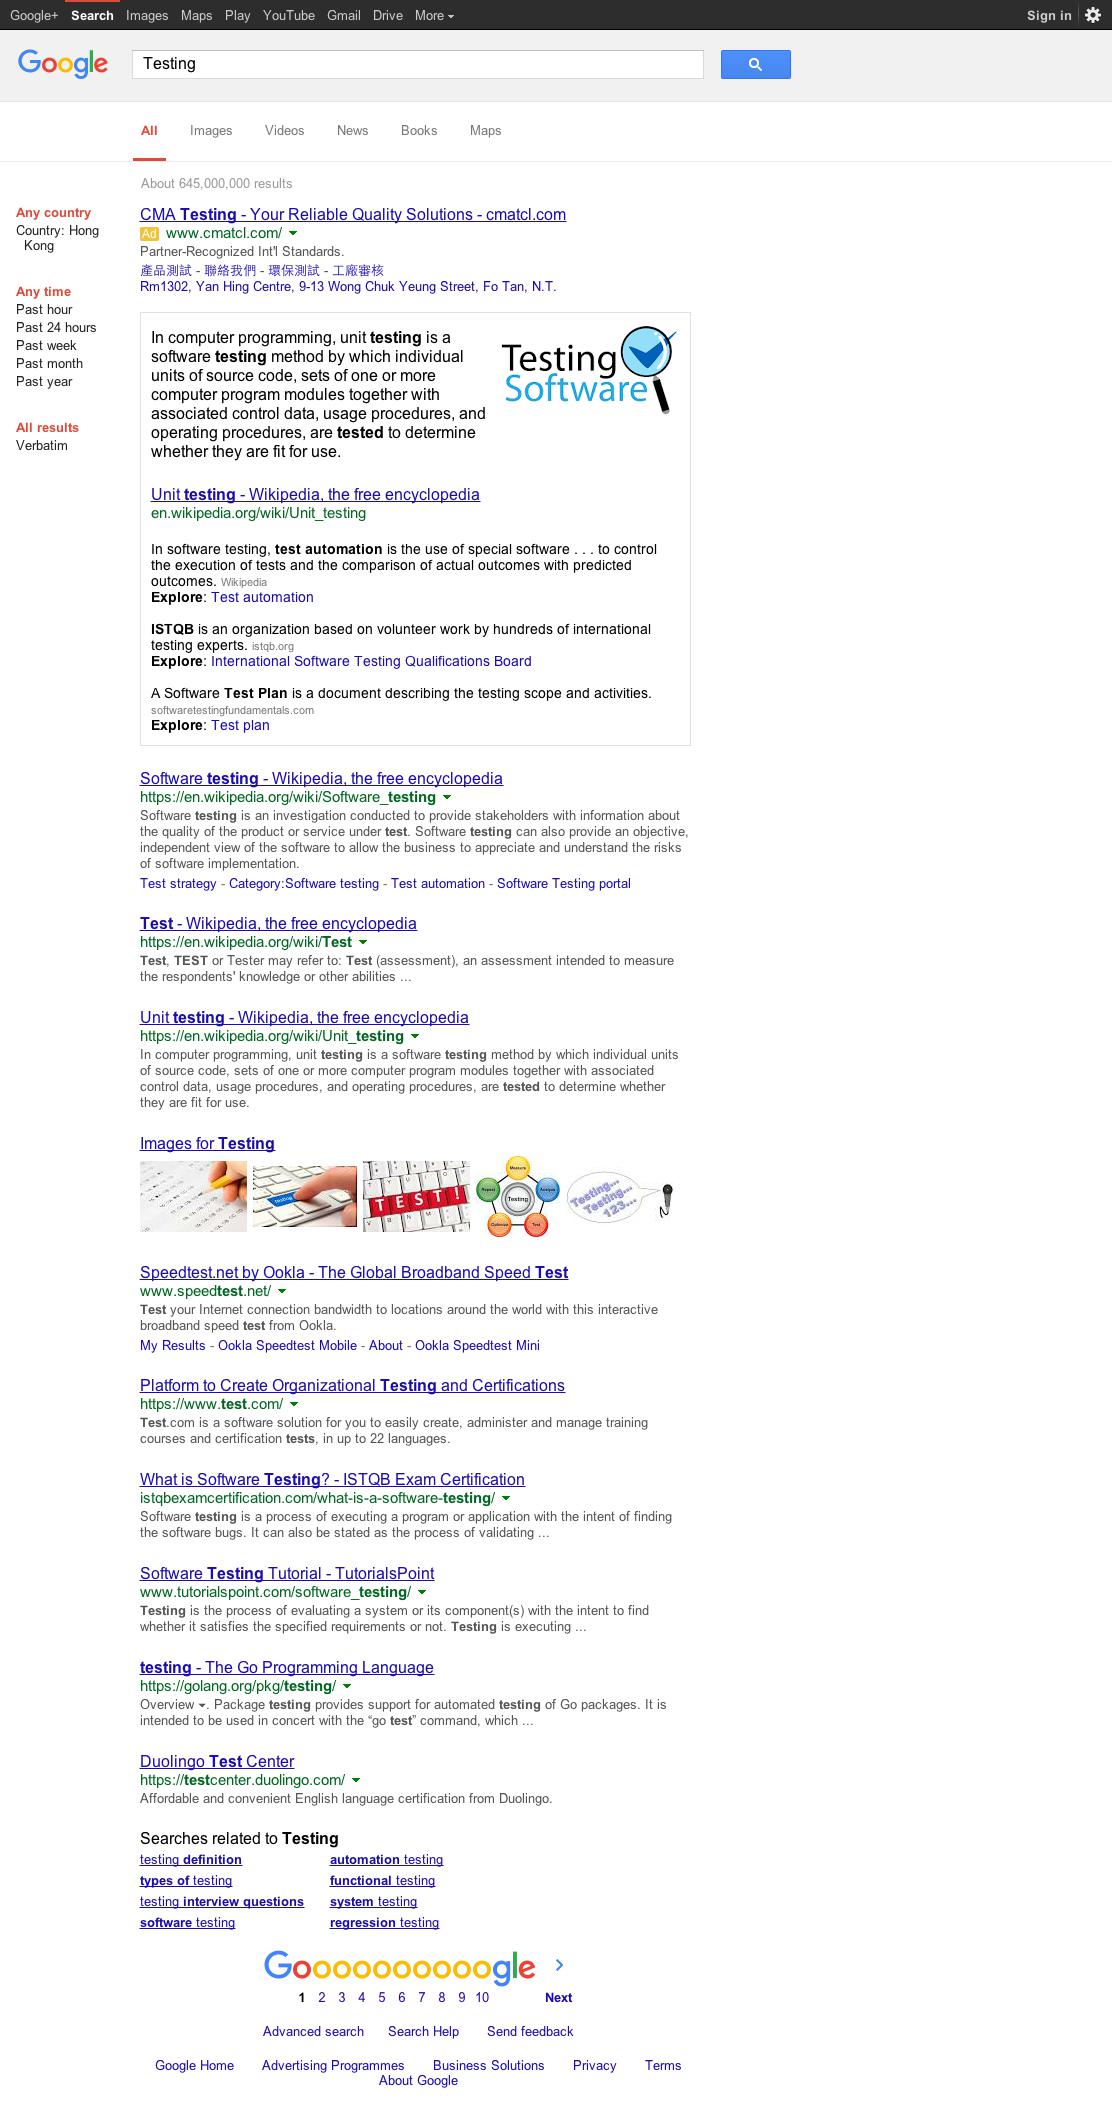 Google+ Search Images Maps Play YouTube Gmail Drive More Sign in
Google Testing
All Images Videos News Books Maps
About 645,000,000 results
Any country
Country: Hong
Kong
Any time
Past hour
Past 24 hours
Past week
Past month
Past year
All results
Verbatim
CMA Testing - Your Reliable Quality Solutions - cmatcl.com
Ad www.cmatcl.com/
Partner-Recognized Int'l Standards.
產品測試 - 聯絡我們 - 環保測試 - 工廠審核
Rm1302, Yan Hing Centre, 9-13 Wong Chuk Yeung Street, Fo Tan, N.T.
In computer programming, unit testing is a
software testing method by which individual
units of source code, sets of one or more
computer program modules together with
associated control data, usage procedures, and
operating procedures, are tested to determine
whether they are fit for use.
Testing
Software
Unit testing - Wikipedia, the free encyclopedia
en.wikipedia.org/wiki/Unit_testing
In software testing, test automation is the use of special software . . . to control
the execution of tests and the comparison of actual outcomes with predicted
outcomes. Wikipedia
Explore: Test automation
ISTQB is an organization based on volunteer work by hundreds of international
testing experts. istqb.org
Explore: International Software Testing Qualifications Board
A Software Test Plan is a document describing the testing scope and activities.
softwaretestingfundamentals.com
Explore: Test plan
Software testing - Wikipedia, the free encyclopedia
https://en.wikipedia.org/wiki/Software_testing
Software testing is an investigation conducted to provide stakeholders with information about
the quality of the product or service under test. Software testing can also provide an objective,
independent view of the software to allow the business to appreciate and understand the risks
of software implementation.
Test strategy - Category:Software testing - Test automation - Software Testing portal
Test - Wikipedia, the free encyclopedia
https://en.wikipedia.org/wiki/Test
Test, TEST or Tester may refer to: Test (assessment), an assessment intended to measure
the respondents' knowledge or other abilities ...
Unit testing - Wikipedia, the free encyclopedia
https://en.wikipedia.org/wiki/Unit_testing
In computer programming, unit testing is a software testing method by which individual units
of source code, sets of one or more computer program modules together with associated
control data, usage procedures, and operating procedures, are tested to determine whether
they are fit for use.
Images for Testing
testing
TEST!
Measure
Repeat
Analysis
Testing
Optimize
Test
Testing...
Testing...
123...
Speedtest.net by Ookla - The Global Broadband Speed Test
www.speedtest.net/
Test your Internet connection bandwidth to locations around the world with this interactive
broadband speed test from Ookla.
My Results - Ookla Speedtest Mobile - About - Ookla Speedtest Mini
Platform to Create Organizational Testing and Certifications
https://www.test.com/
Test.com is a software solution for you to easily create, administer and manage training
courses and certification tests, in up to 22 languages.
What is Software Testing? - ISTQB Exam Certification
istqbexamcertification.com/what-is-a-software-testing/
Software testing is a process of executing a program or application with the intent of finding
the software bugs. It can also be stated as the process of validating ...
Software Testing Tutorial - TutorialsPoint
www.tutorialspoint.com/software_testing/
Testing is the process of evaluating a system or its component(s) with the intent to find
whether it satisfies the specified requirements or not. Testing is executing ...
testing - The Go Programming Language
https://golang.org/pkg/testing/
Overview ▾. Package testing provides support for automated testing of Go packages. It is
intended to be used in concert with the “go test” command, which ...
Duolingo Test Center
https://testcenter.duolingo.com/
Affordable and convenient English language certification from Duolingo.
Searches related to Testing
testing definition automation testing
types of testing functional testing
testing interview questions system testing
software testing regression testing
Goooooooooogle
1 2 3 4 5 6 7 8 9 10 Next
Advanced search Search Help Send feedback
Google Home Advertising Programmes Business Solutions Privacy Terms
About Google